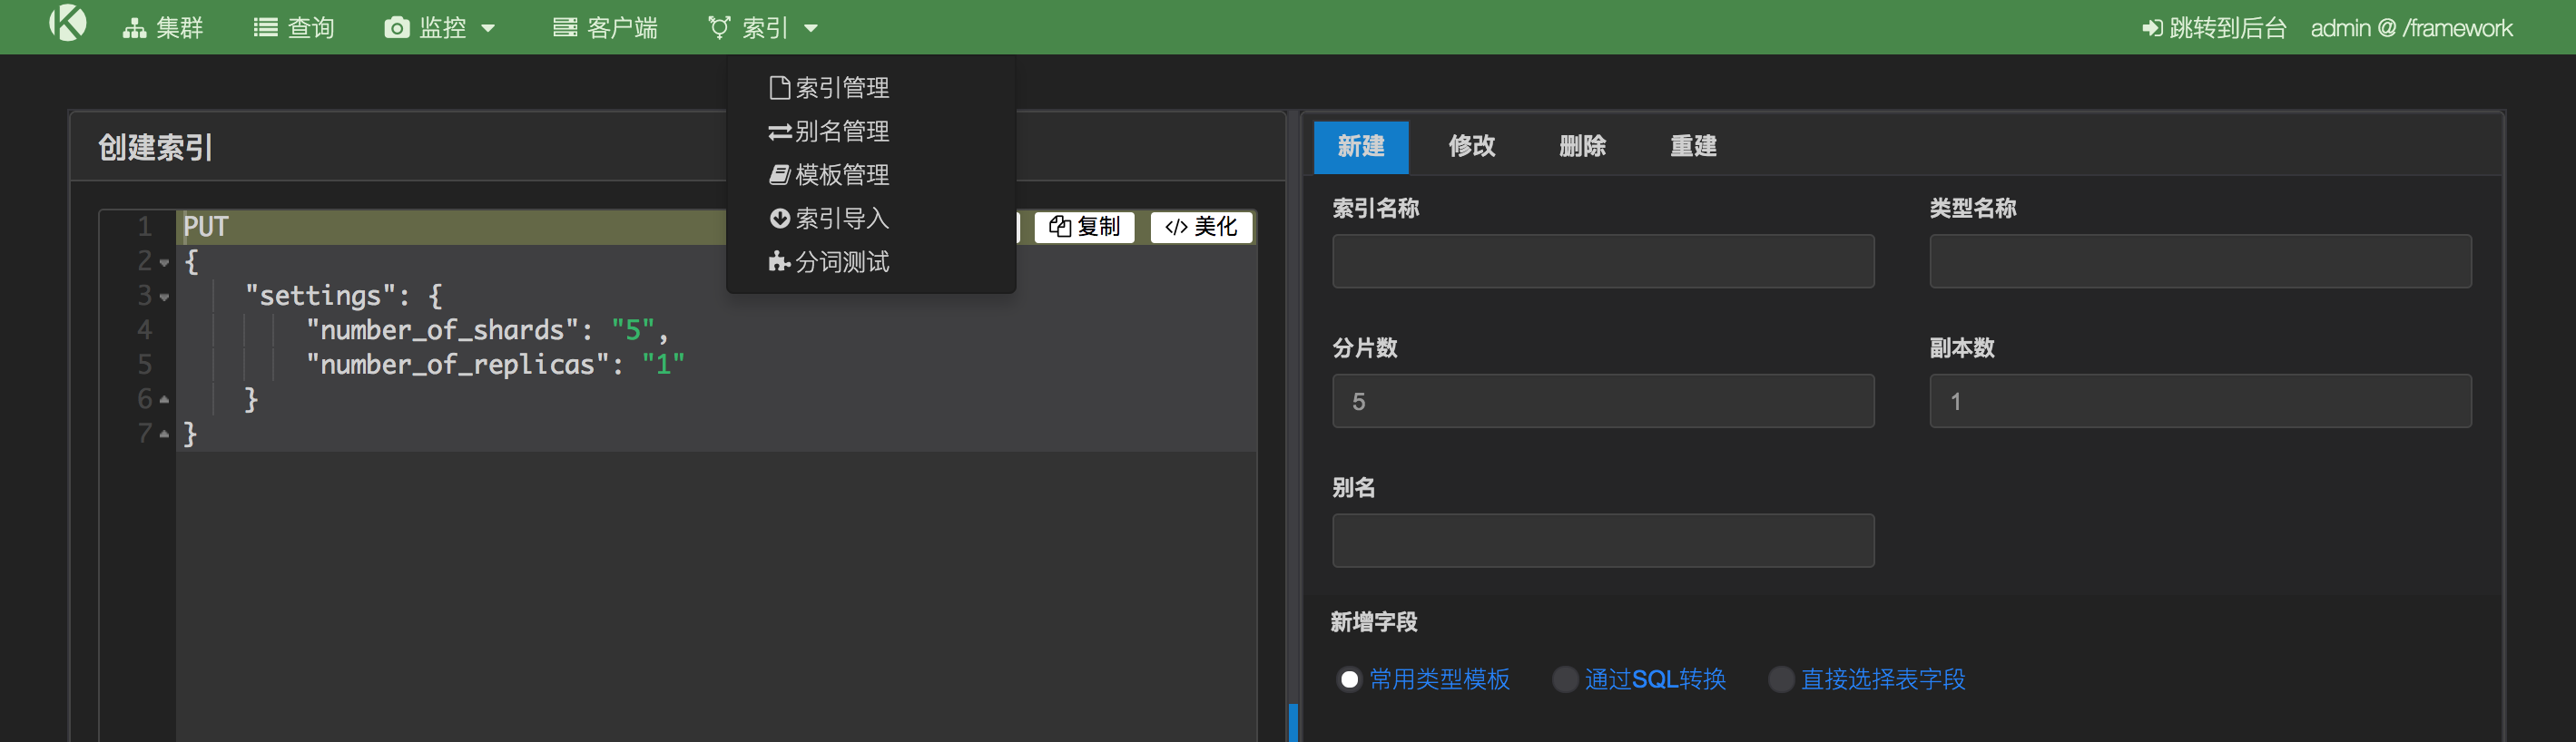 集群 查询 监控 客户端 索引 跳转到后台 admin @ /framework
索引管理
别名管理
模板管理
索引导入
分词测试
创建索引
1 PUT
复制 </> 美化
2 {
3 "settings": {
4 "number_of_shards": "5",
5 "number_of_replicas": "1"
6 }
7 }
新建 修改 删除 重建
索引名称 类型名称
分片数 副本数
5 1
别名
新增字段
常用类型模板 通过SQL转换 直接选择表字段